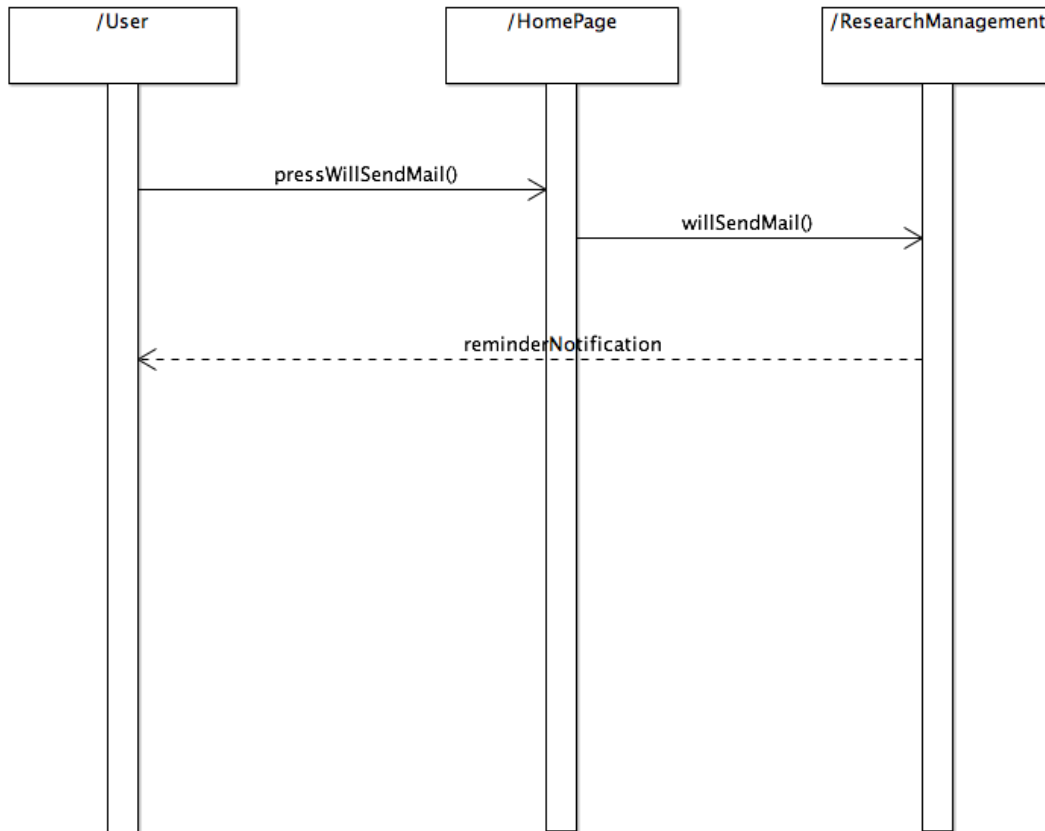 /User
/HomePage
/ResearchManagement
pressWillSendMail()
willSendMail()
reminderNotification